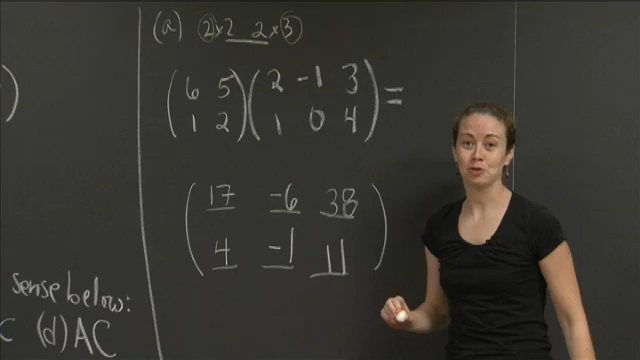 (a) 2×2 2×3
( 6 5 ) ( 2 -1 3 ) =
( 1 2 ) ( 1 0 4 )
( 17 -6 38 )
( 4 -1 11 )
sense below:
c (d) AC